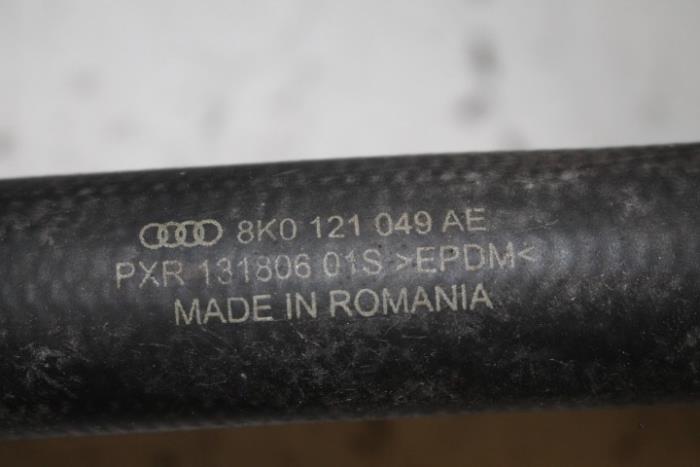 8K0 121 049 AE
PXR 131806 01S >EPDM<
MADE IN ROMANIA